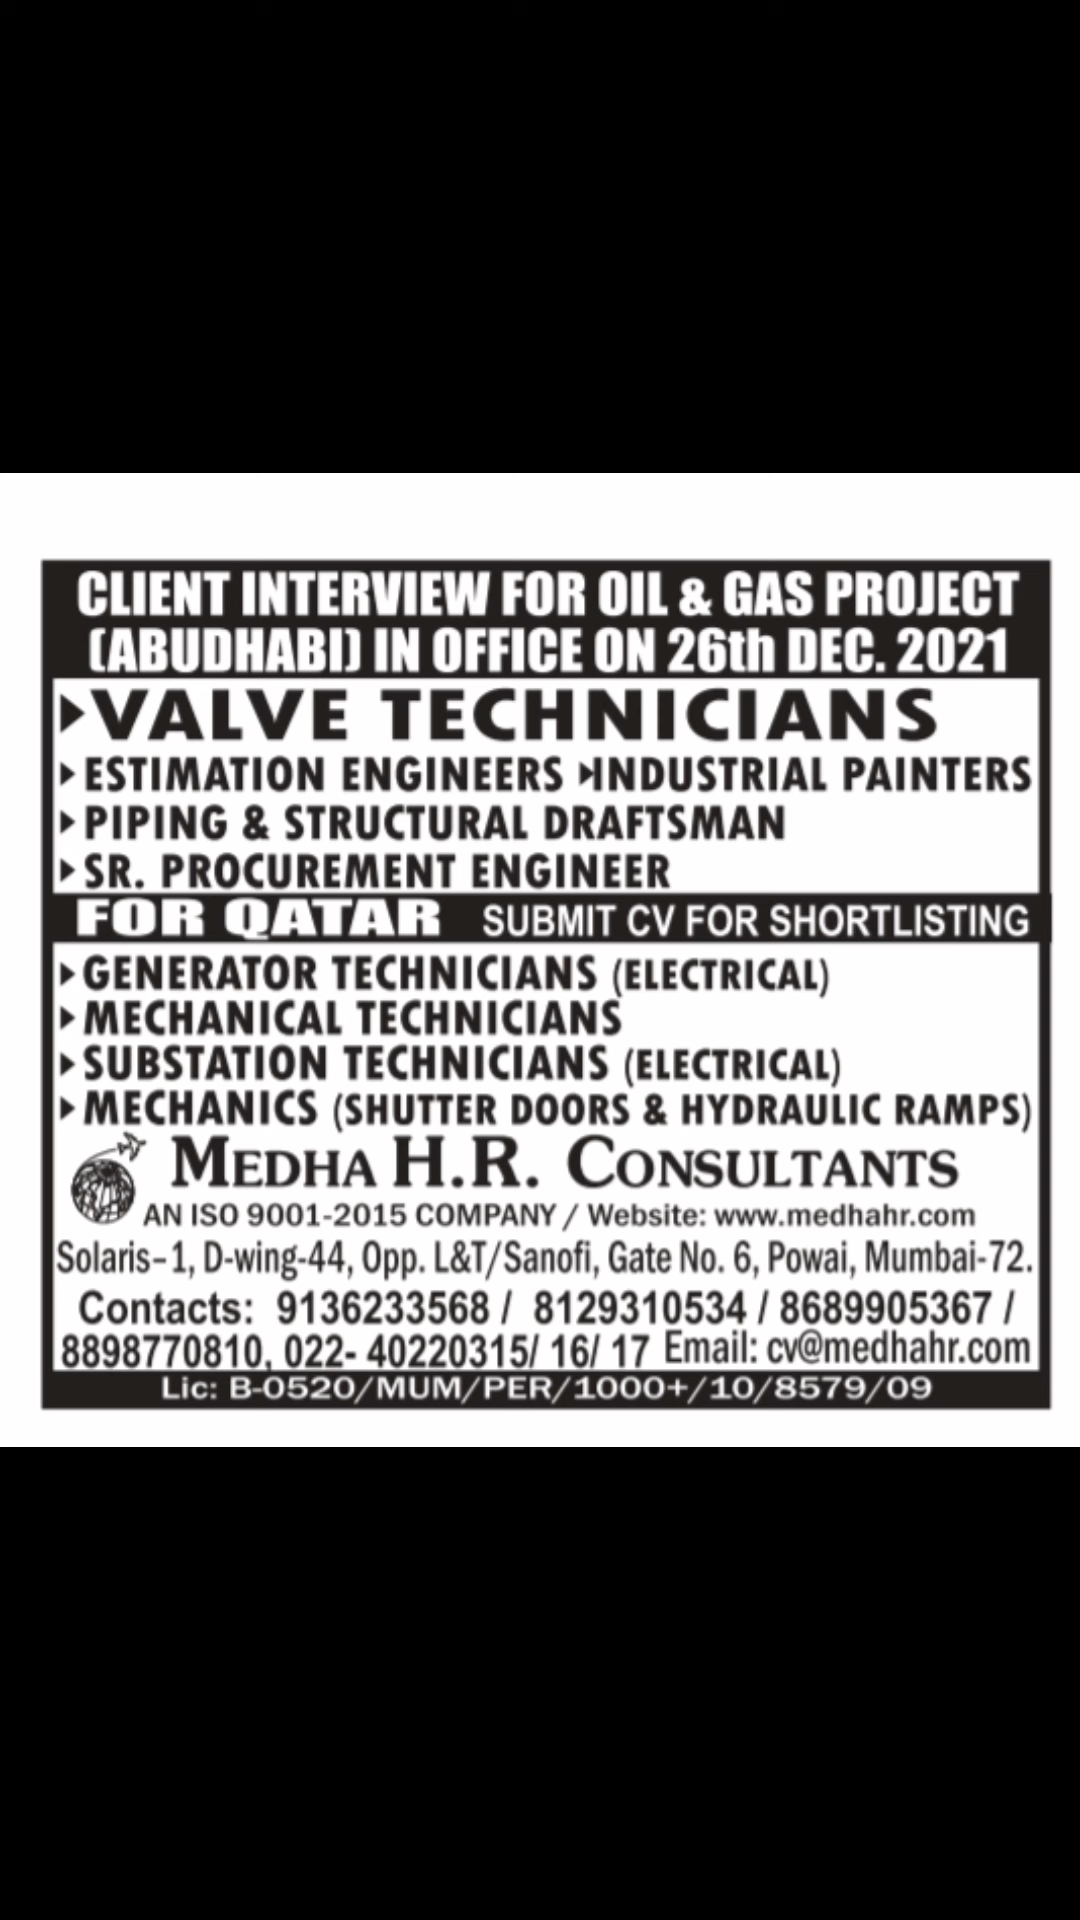 CLIENT INTERVIEW FOR OIL & GAS PROJECT
(ABUDHABI) IN OFFICE ON 26th DEC. 2021
VALVE TECHNICIANS
ESTIMATION ENGINEERS INDUSTRIAL PAINTERS
PIPING & STRUCTURAL DRAFTSMAN
SR. PROCUREMENT ENGINEER
FOR QATAR SUBMIT CV FOR SHORTLISTING
GENERATOR TECHNICIANS (ELECTRICAL)
MECHANICAL TECHNICIANS
SUBSTATION TECHNICIANS (ELECTRICAL)
MECHANICS (SHUTTER DOORS & HYDRAULIC RAMPS)
MEDHA H.R. CONSULTANTS
AN ISO 9001-2015 COMPANY / Website: www.medhahr.com
Solaris-1, D-wing-44, Opp. L&T/Sanofi, Gate No. 6, Powai, Mumbai-72.
Contacts: 9136233568 / 8129310534 / 8689905367 /
8898770810, 022- 40220315/ 16/ 17 Email: cv@medhahr.com
Lic: B-0520/MUM/PER/1000+/10/8579/09